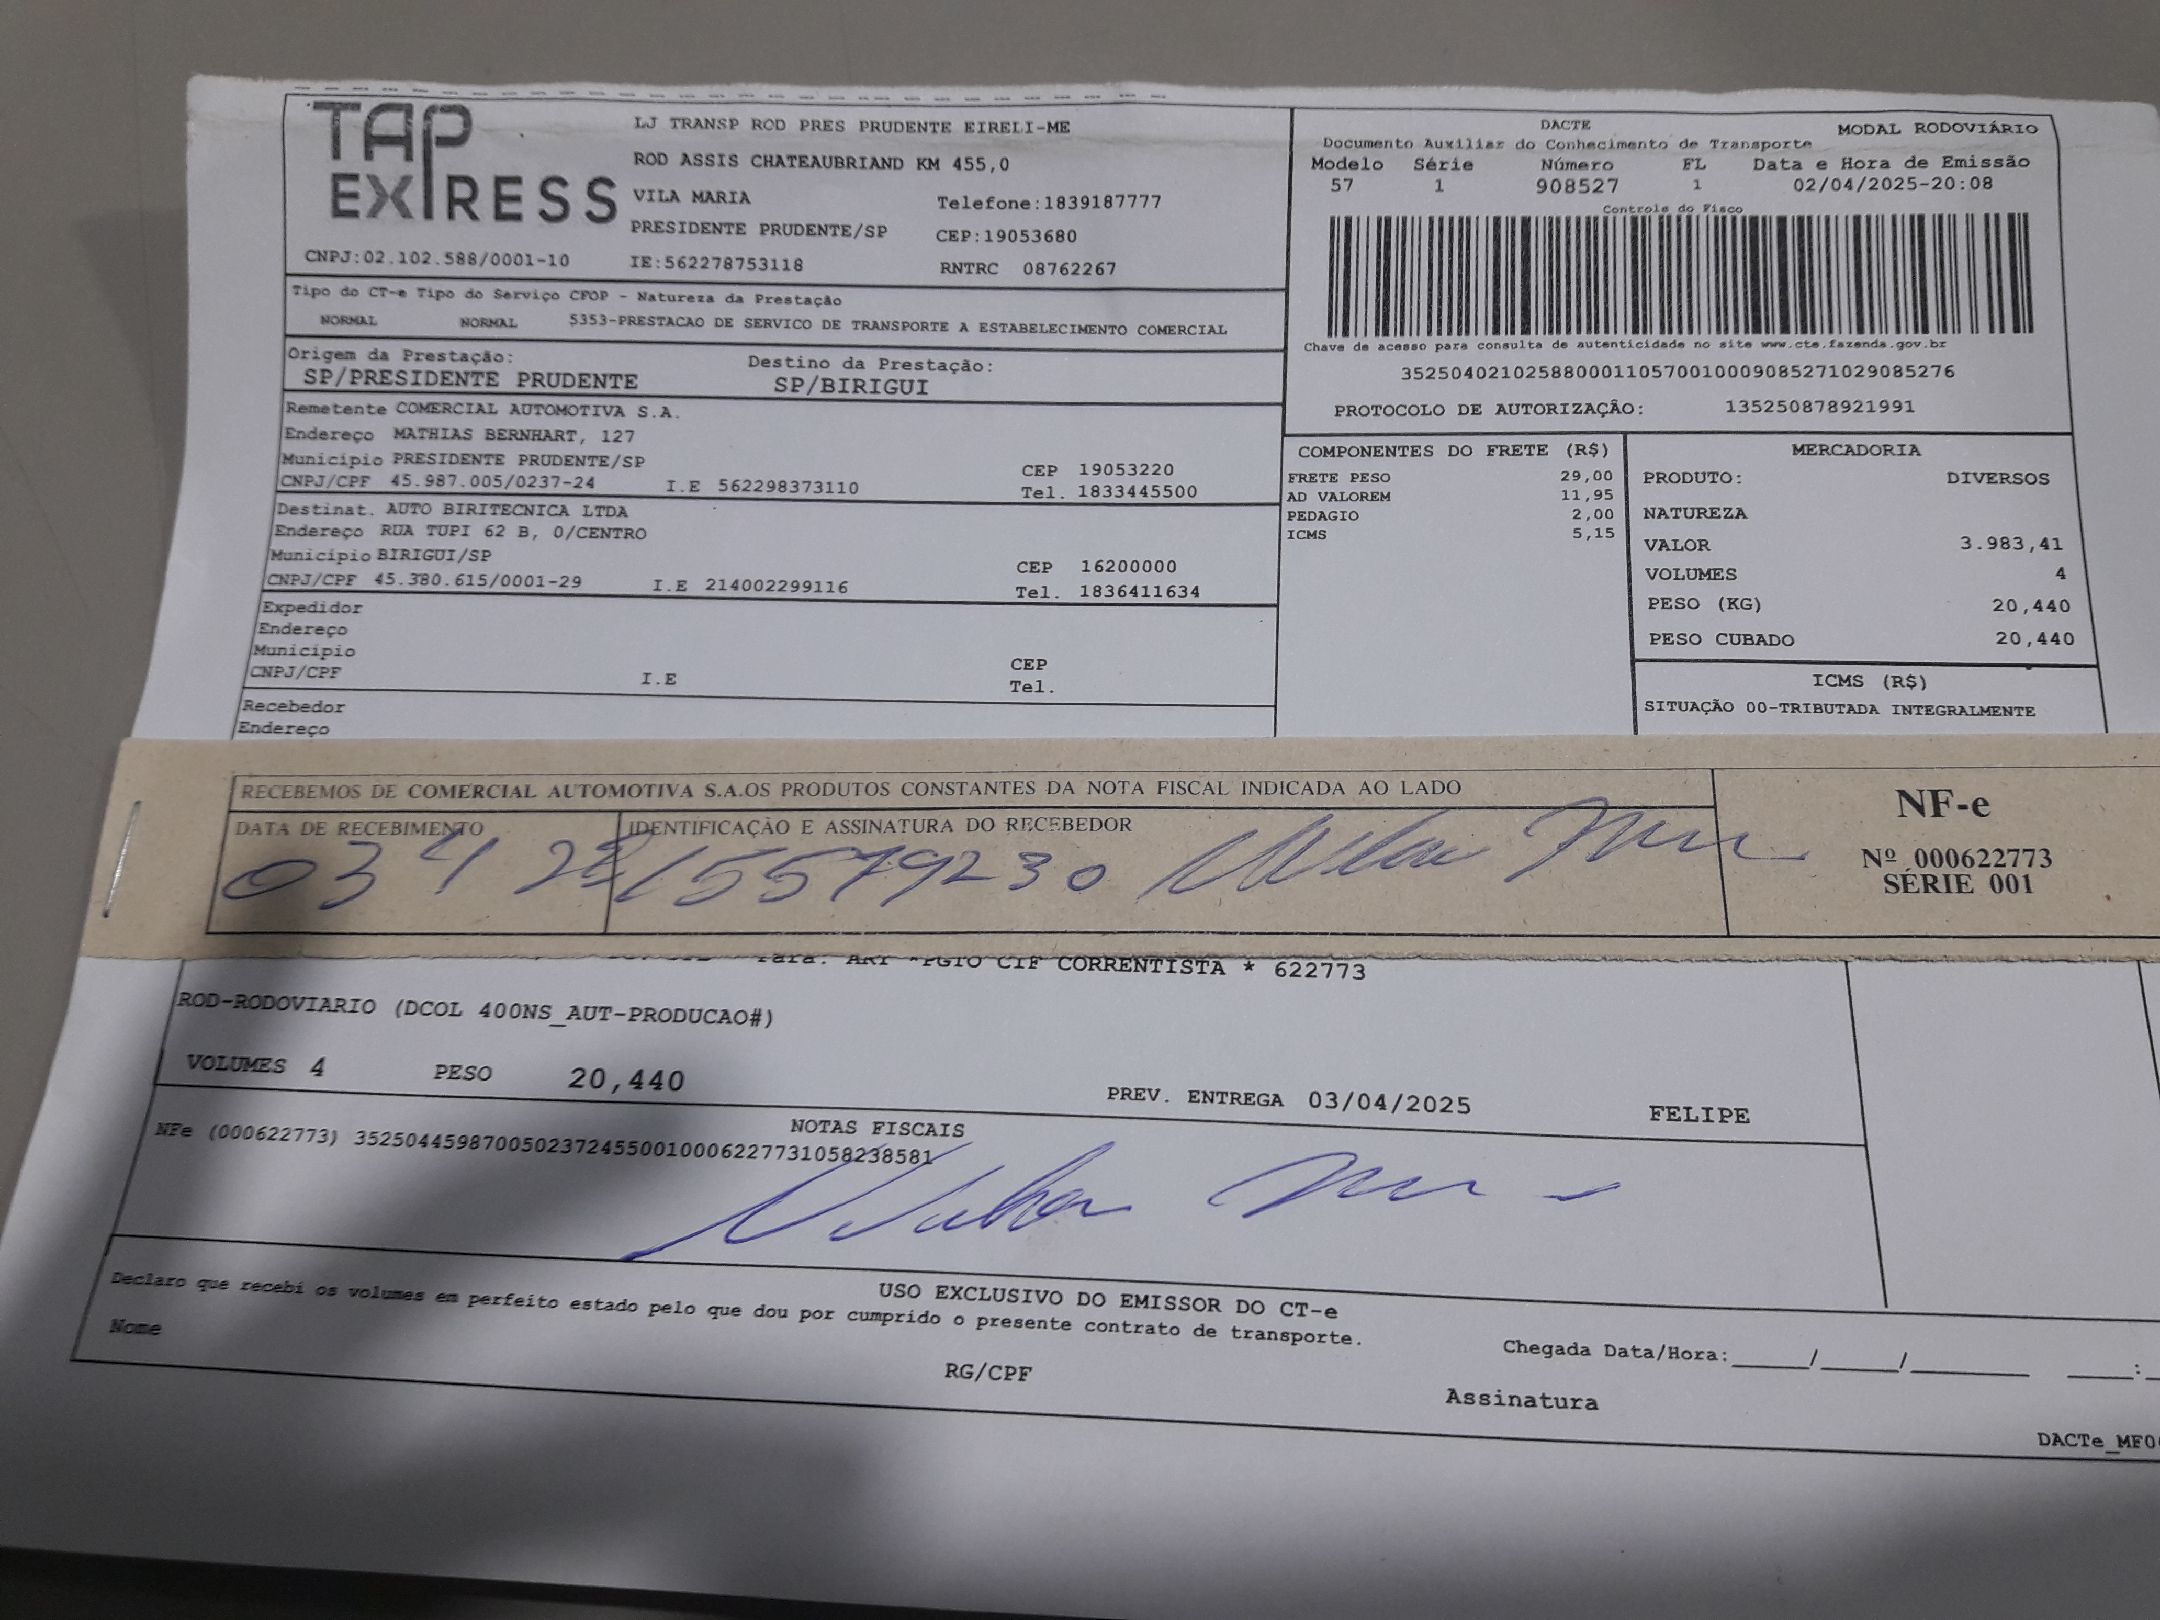 TAP
EXPRESS
LJ TRANSP ROD PRES PRUDENTE EIRELI-ME
ROD ASSIS CHATEAUBRIAND KM 455,0
VILA MARIA Telefone:1839187777
PRESIDENTE PRUDENTE/SP CEP:19053680
CNPJ:02.102.588/0001-10 IE:562278753118 RNTRC 08762267
Tipo do CT-e Tipo do Serviço CFOP - Natureza da Prestação
NORMAL NORMAL 5353-PRESTACAO DE SERVICO DE TRANSPORTE A ESTABELECIMENTO COMERCIAL
Origem da Prestação: Destino da Prestação:
SP/PRESIDENTE PRUDENTE SP/BIRIGUI
Remetente COMERCIAL AUTOMOTIVA S.A.
Endereço MATHIAS BERNHART, 127
Municipio PRESIDENTE PRUDENTE/SP CEP 19053220
CNPJ/CPF 45.987.005/0237-24 I.E 562298373110 Tel. 1833445500
Destinat. AUTO BIRITECNICA LTDA
Endereço RUA TUPI 62 B, 0/CENTRO
Municipio BIRIGUI/SP CEP 16200000
CNPJ/CPF 45.380.615/0001-29 I.E 214002299116 Tel. 1836411634
Expedidor
Endereço
Municipio CEP
CNPJ/CPF I.E Tel.
Recebedor
Endereço
DACTE MODAL RODOVIÁRIO
Documento Auxiliar do Conhecimento de Transporte
Modelo Série Número FL Data e Hora de Emissão
57 1 908527 1 02/04/2025-20:08
Controle do Fisco
Chave de acesso para consulta de autenticidade no site www.cte.fazenda.gov.br
35250402102588000110570010009085271029085276
PROTOCOLO DE AUTORIZAÇÃO: 135250878921991
COMPONENTES DO FRETE (R$)
FRETE PESO 29,00
AD VALOREM 11,95
PEDAGIO 2,00
ICMS 5,15
MERCADORIA
PRODUTO: DIVERSOS
NATUREZA
VALOR 3.983,41
VOLUMES 4
PESO (KG) 20,440
PESO CUBADO 20,440
ICMS (R$)
SITUAÇÃO 00-TRIBUTADA INTEGRALMENTE
RECEBEMOS DE COMERCIAL AUTOMOTIVA S.A.OS PRODUTOS CONSTANTES DA NOTA FISCAL INDICADA AO LADO
DATA DE RECEBIMENTO IDENTIFICAÇÃO E ASSINATURA DO RECEBEDOR
03 4 15579230
NF-e
Nº 000622773
SÉRIE 001
Para: ART *PGTO CIF CORRENTISTA * 622773
ROD-RODOVIARIO (DCOL 400NS_AUT-PRODUCAO#)
VOLUMES 4 PESO 20,440 PREV. ENTREGA 03/04/2025 FELIPE
NOTAS FISCAIS
NFe (000622773) 35250445987005023724550010006227731058238581
USO EXCLUSIVO DO EMISSOR DO CT-e
Declaro que recebi os volumes em perfeito estado pelo que dou por cumprido o presente contrato de transporte.
Nome RG/CPF Assinatura Chegada Data/Hora:_____/_____/________ ____:
DACTe_MF0